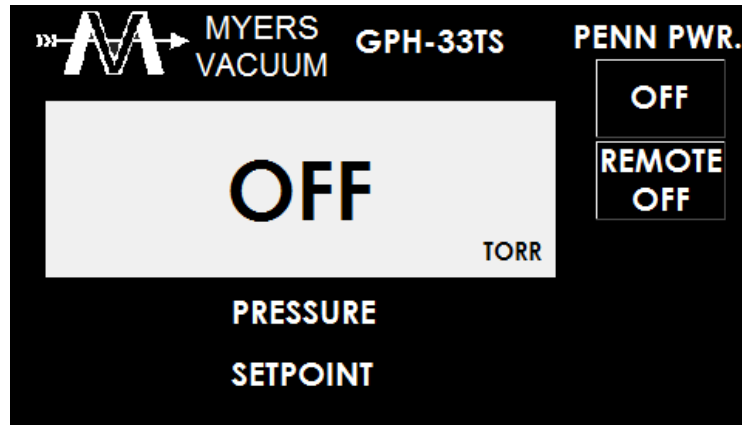 MYERS
VACUUM
GPH-33TS
PENN PWR.
OFF
REMOTE
OFF
OFF
TORR
PRESSURE
SETPOINT